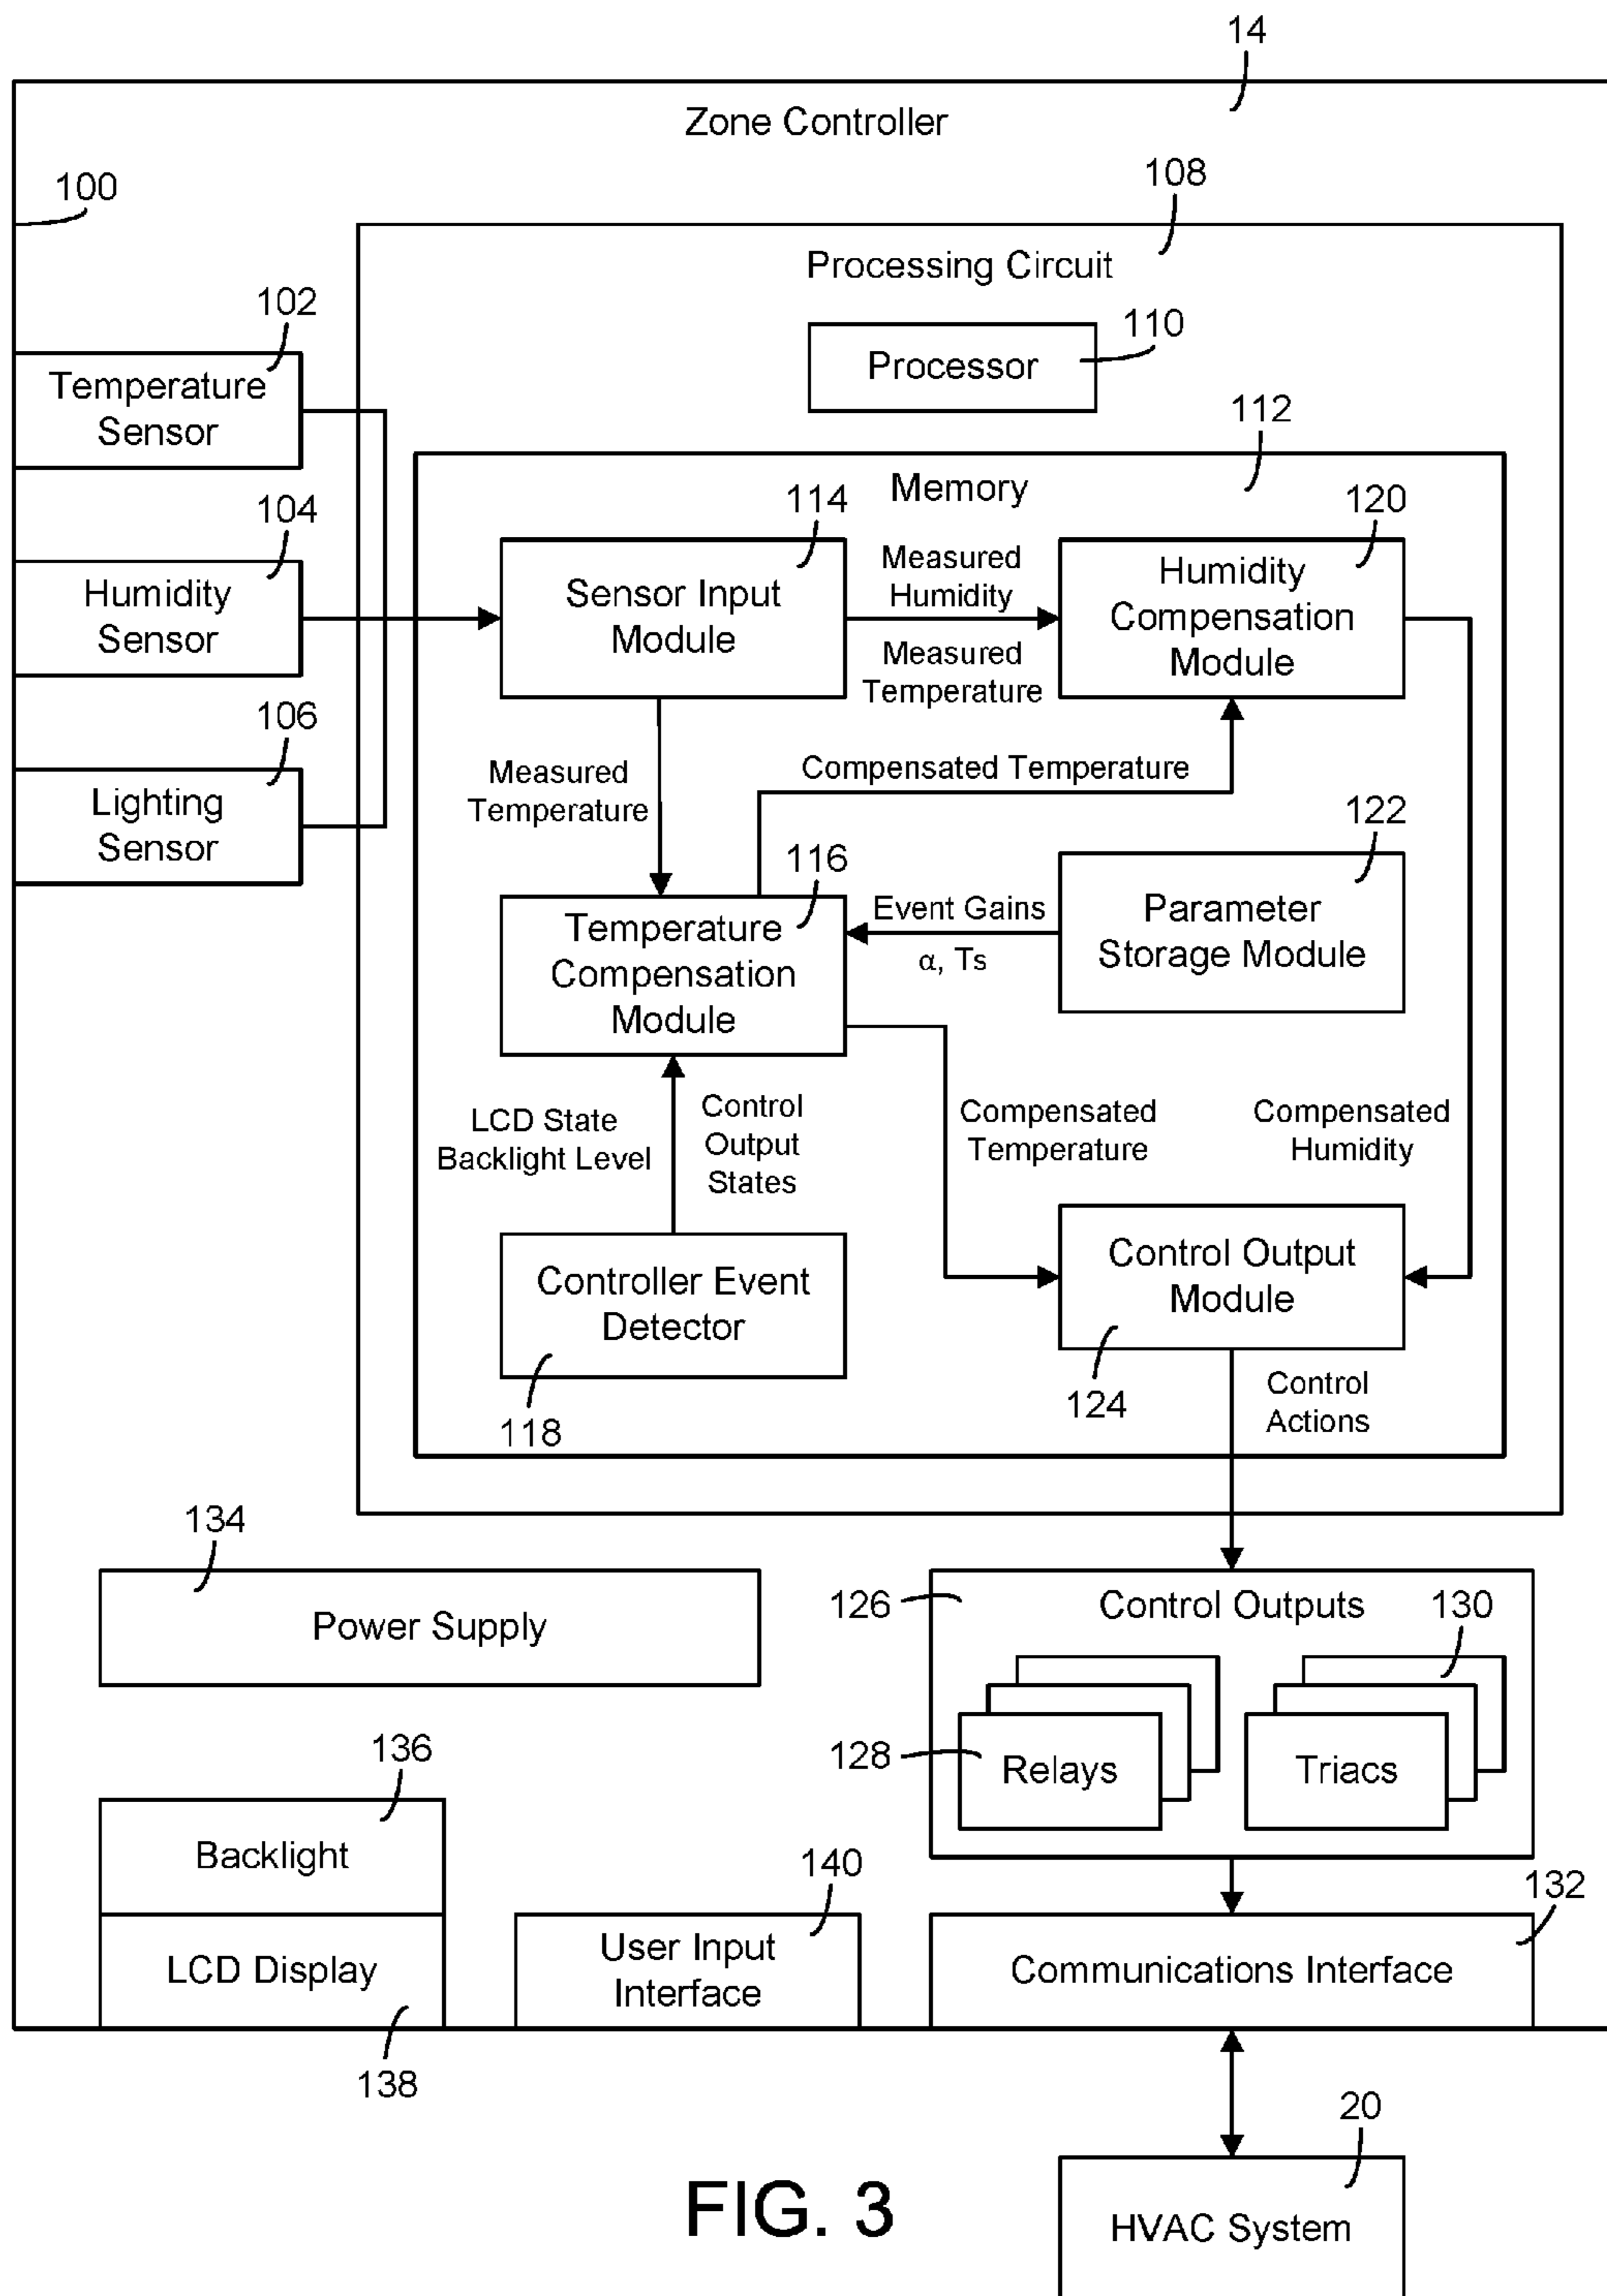 14
Zone Controller
100
108
Processing Circuit
102
Temperature
Sensor
110
Processor
112
Memory
104
Humidity
Sensor
114
Sensor Input
Module
Measured
Humidity
Measured
Temperature
120
Humidity
Compensation
Module
106
Lighting
Sensor
Measured
Temperature
Compensated Temperature
122
Parameter
Storage Module
116
Temperature
Compensation
Module
Event Gains
α, Ts
LCD State
Backlight Level
Control
Output
States
Compensated
Temperature
Compensated
Humidity
Controller Event
Detector
118
Control Output
Module
124
Control
Actions
134
Power Supply
126
Control Outputs
130
128
Relays
Triacs
136
Backlight
LCD Display
138
140
User Input
Interface
132
Communications Interface
20
HVAC System
FIG. 3